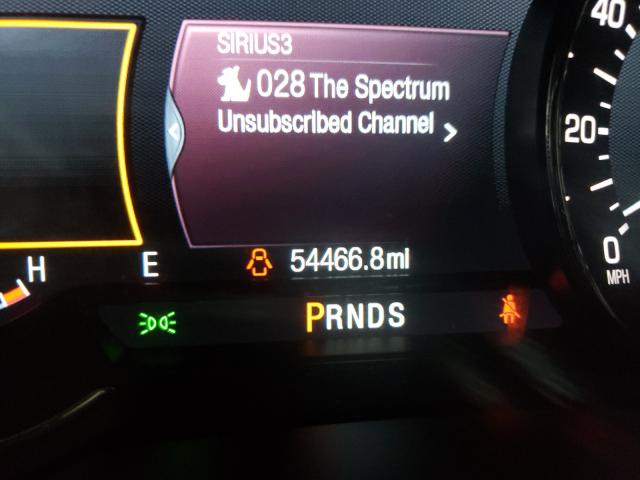 SIRIUS3
028 The Spectrum
Unsubscribed Channel >
40
20
0
MPH
H
E
54466.8mi
PRNDS